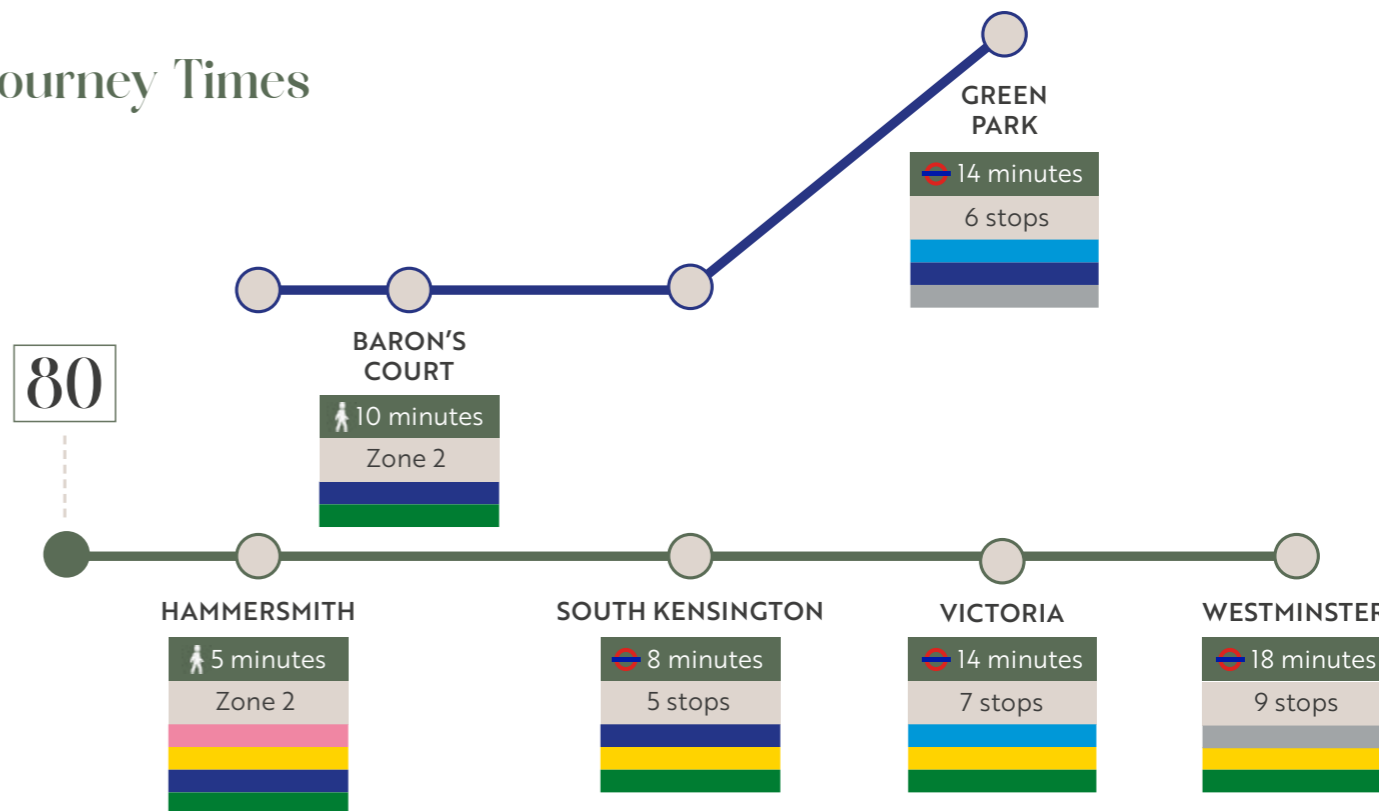 ourney Times
GREEN
PARK
14 minutes
6 stops
BARON'S
COURT
10 minutes
Zone 2
80
HAMMERSMITH
5 minutes
Zone 2
SOUTH KENSINGTON
8 minutes
5 stops
VICTORIA
14 minutes
7 stops
WESTMINSTER
18 minutes
9 stops